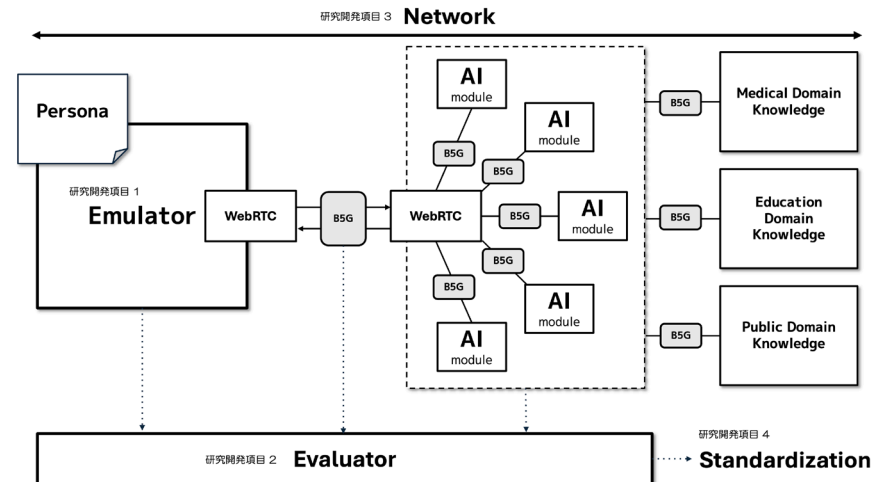 研究開発項目 3 Network
Persona
研究開発項目 1
Emulator
WebRTC
B5G
WebRTC
AI
module
B5G
AI
module
B5G
AI
module
B5G
AI
module
B5G
AI
module
B5G
B5G
Medical Domain
Knowledge
B5G
Education
Domain
Knowledge
B5G
Public Domain
Knowledge
研究開発項目 2 Evaluator
研究開発項目 4
Standardization